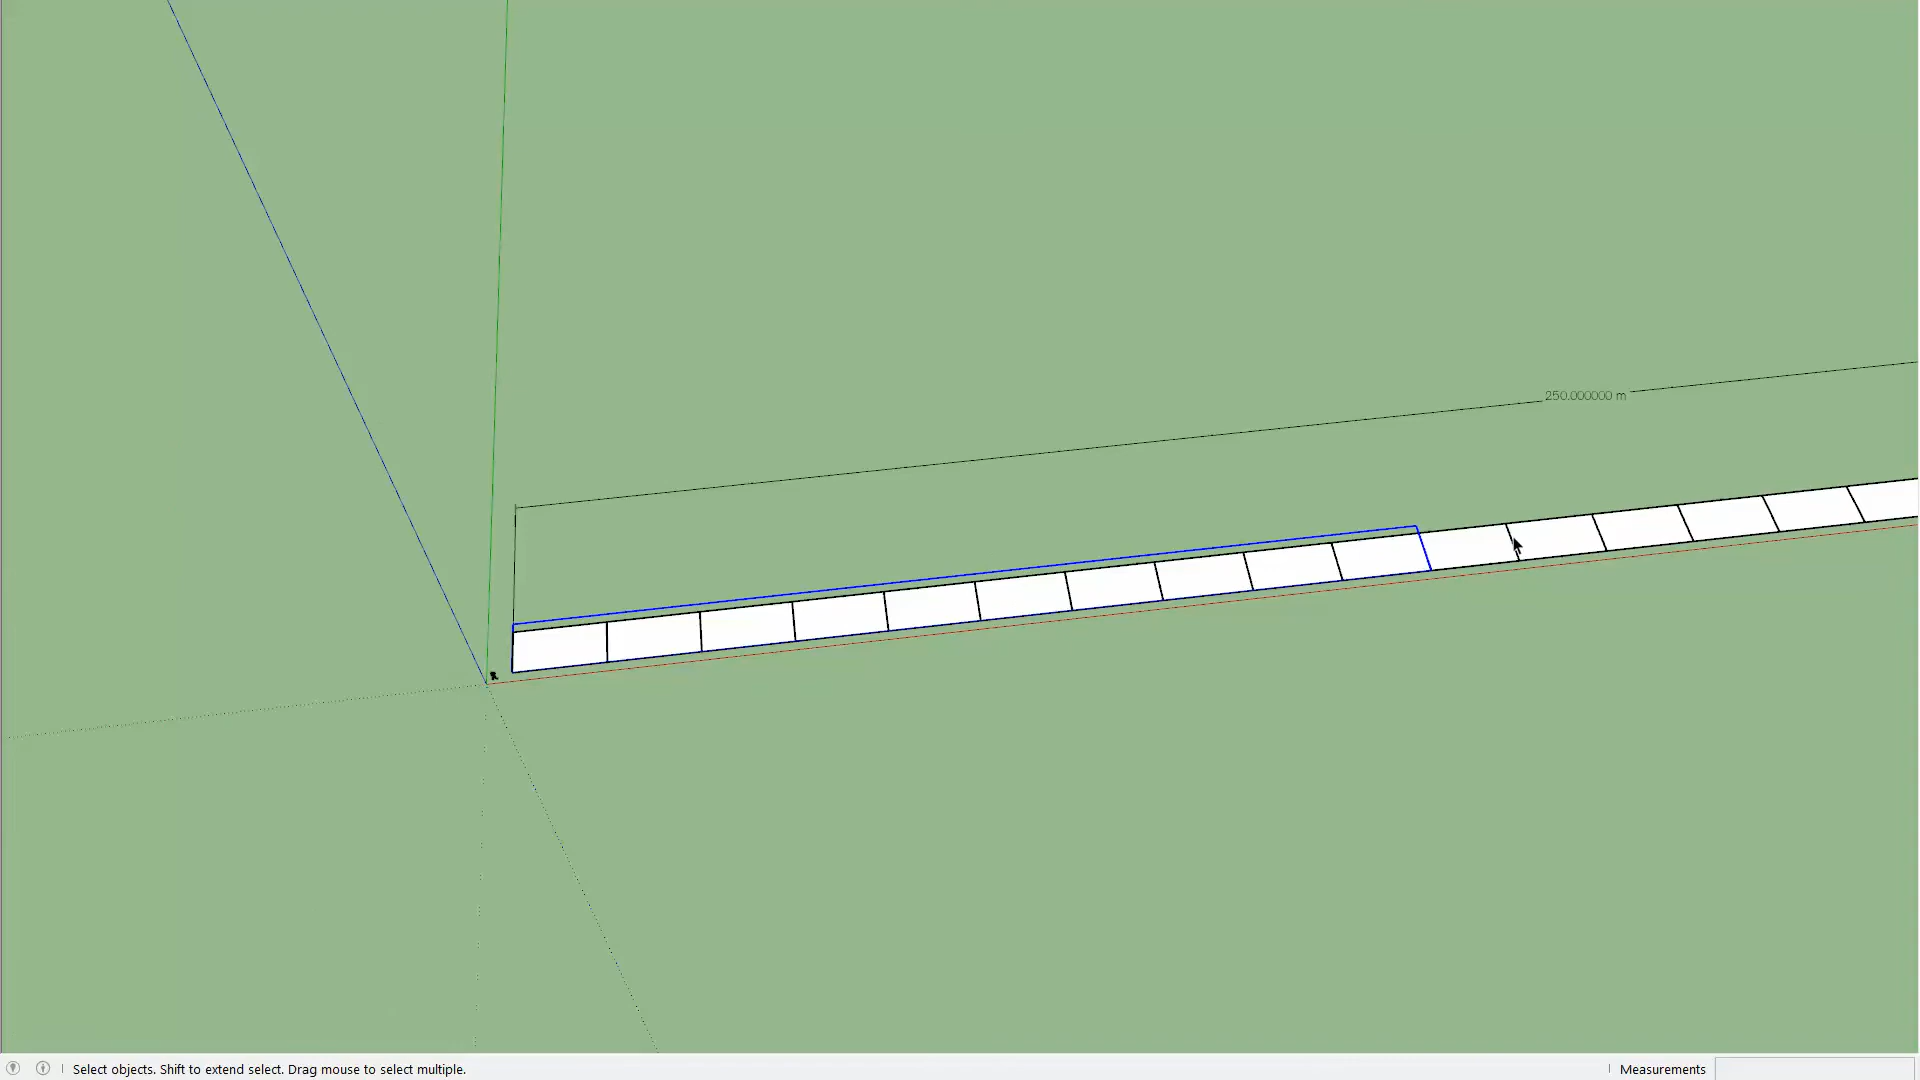 250.000000 m
Select objects. Shift to extend select. Drag mouse to select multiple.
Measurements